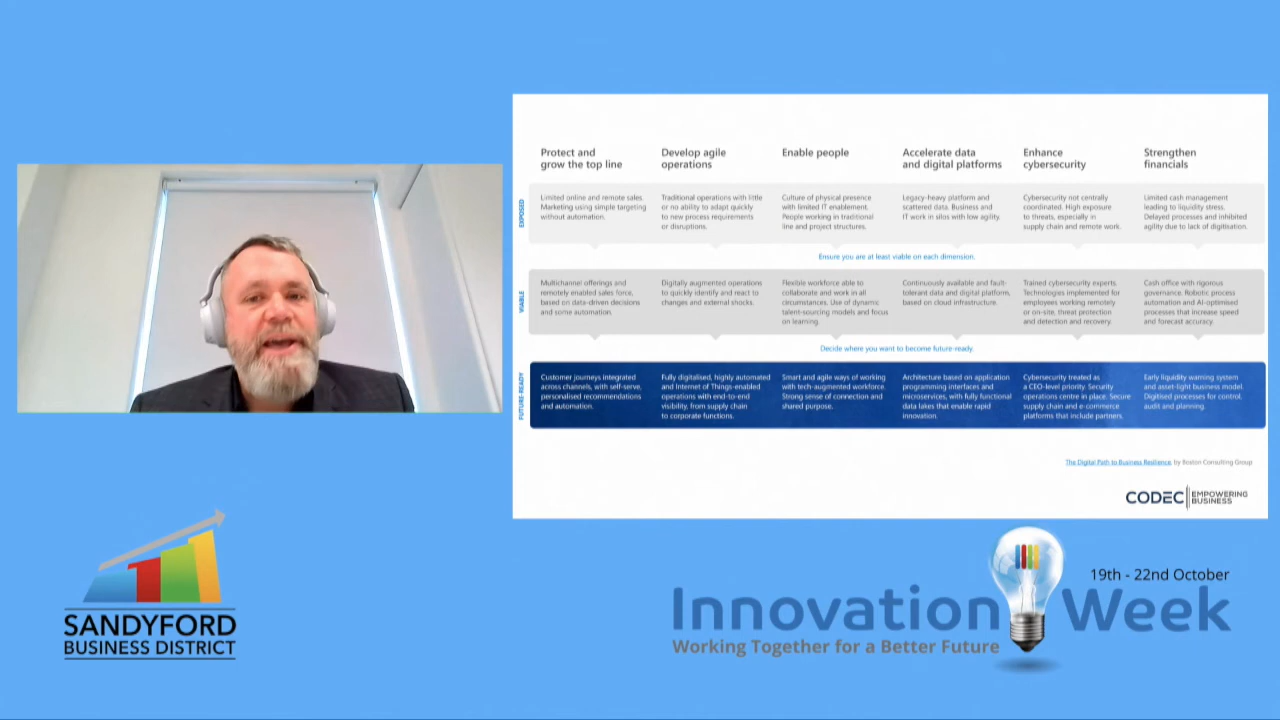 Protect and
grow the top line
Develop agile
operations
Enable people
Accelerate data
and digital platforms
Enhance
cybersecurity
Strengthen
financials
EXPOSED
Limited online and remote sales.
Marketing using simple targeting
without automation.
Traditional operations with little
or no ability to adapt quickly
to new process requirements
or disruptions.
Culture of physical presence
with limited IT enablement.
People working in traditional
line and project structures.
Legacy-heavy platform and
scattered data. Business and
IT work in silos with low agility.
Cybersecurity not centrally
coordinated. High exposure
to threats, especially in
supply chain and remote work.
Limited cash management
leading to liquidity stress.
Delayed processes and inhibited
agility due to lack of digitisation.
Ensure you are at least viable on each dimension.
VIABLE
Multichannel offerings and
remotely enabled sales force,
based on data-driven decisions
and some automation.
Digitally augmented operations
to quickly identify and react to
changes and external shocks.
Flexible workforce able to
collaborate and work in all
circumstances. Use of dynamic
talent-sourcing models and focus
on learning.
Continuously available and fault-
tolerant data and digital platform,
based on cloud infrastructure.
Trained cybersecurity experts.
Technologies implemented for
employees working remotely
or on-site, threat protection
and detection and recovery.
Cash office with rigorous
governance. Robotic process
automation and AI-optimised
processes that increase speed
and forecast accuracy.
Decide where you want to become future-ready.
FUTURE-READY
Customer journeys integrated
across channels, with self-serve,
personalised recommendations
and automation.
Fully digitalised, highly automated
and Internet of Things-enabled
operations with end-to-end
visibility, from supply chain
to corporate functions.
Smart and agile ways of working
with tech-augmented workforce.
Strong sense of connection and
shared purpose.
Architecture based on application
programming interfaces and
microservices, with fully functional
data lakes that enable rapid
innovation.
Cybersecurity treated as
a CEO-level priority. Security
operations centre in place. Secure
supply chain and e-commerce
platforms that include partners.
Early liquidity warning system
and asset-light business model.
Digitised processes for control,
audit and planning.
The Digital Path to Business Resilience, by Boston Consulting Group
CODEC EMPOWERING
BUSINESS
SANDYFORD
BUSINESS DISTRICT
19th - 22nd October
Innovation Week
Working Together for a Better Future